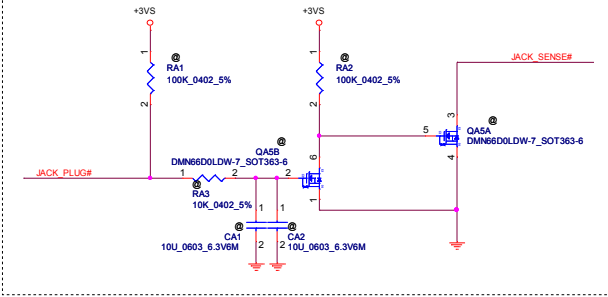 +3VS
+3VS
@
RA1
100K_0402_5%
1
2
@
RA2
100K_0402_5%
1
2
JACK_SENSE#
@
QA5A
DMN66D0LDW-7_SOT363-6
3
5
4
@
QA5B
DMN66D0LDW-7_SOT363-6
6
2
1
JACK_PLUG#
1
2
@
RA3
10K_0402_5%
@
1
2
CA1
10U_0603_6.3V6M
@
1
2
CA2
10U_0603_6.3V6M